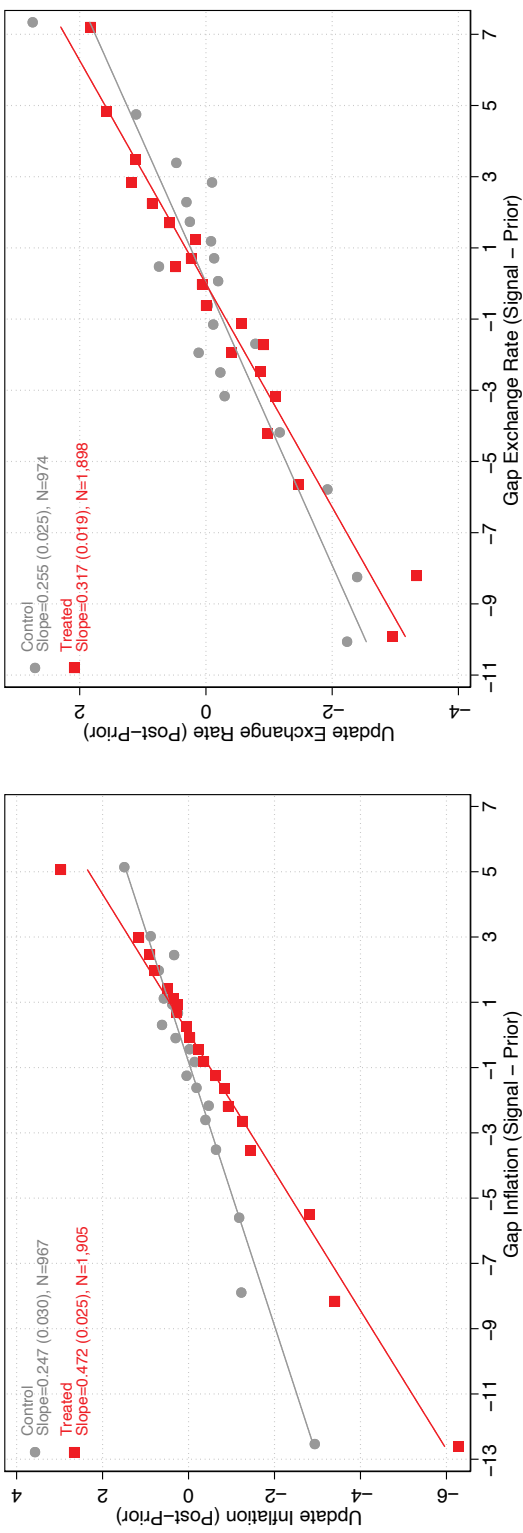 Control
Slope=0.247 (0.030), N=967
Treated
Slope=0.472 (0.025), N=1,905
4
2
0
−2
−4
−6
Update Inflation (Post−Prior)
−13 −11 −9 −7 −5 −3 −1 1 3 5 7
Gap Inflation (Signal − Prior)
Control
Slope=0.255 (0.025), N=974
Treated
Slope=0.317 (0.019), N=1,898
2
0
−2
−4
Update Exchange Rate (Post−Prior)
−11 −9 −7 −5 −3 −1 1 3 5 7
Gap Exchange Rate (Signal − Prior)